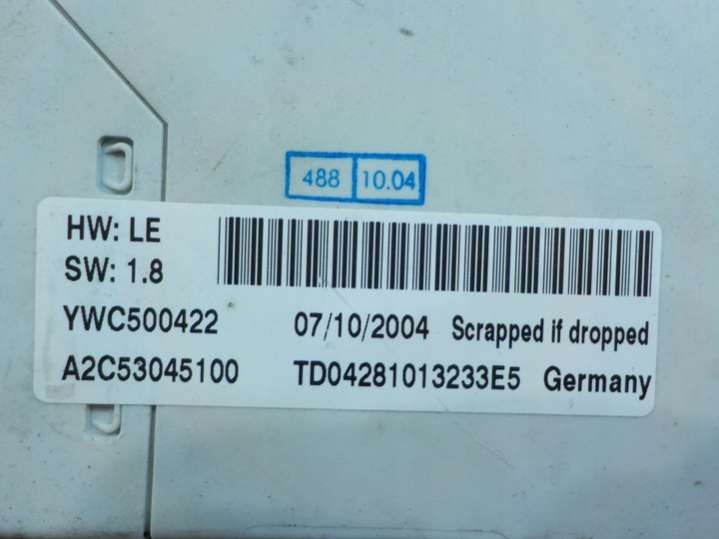 488 10.04
HW: LE
SW: 1.8
YWC500422 07/10/2004 Scrapped if dropped
A2C53045100 TD04281013233E5 Germany